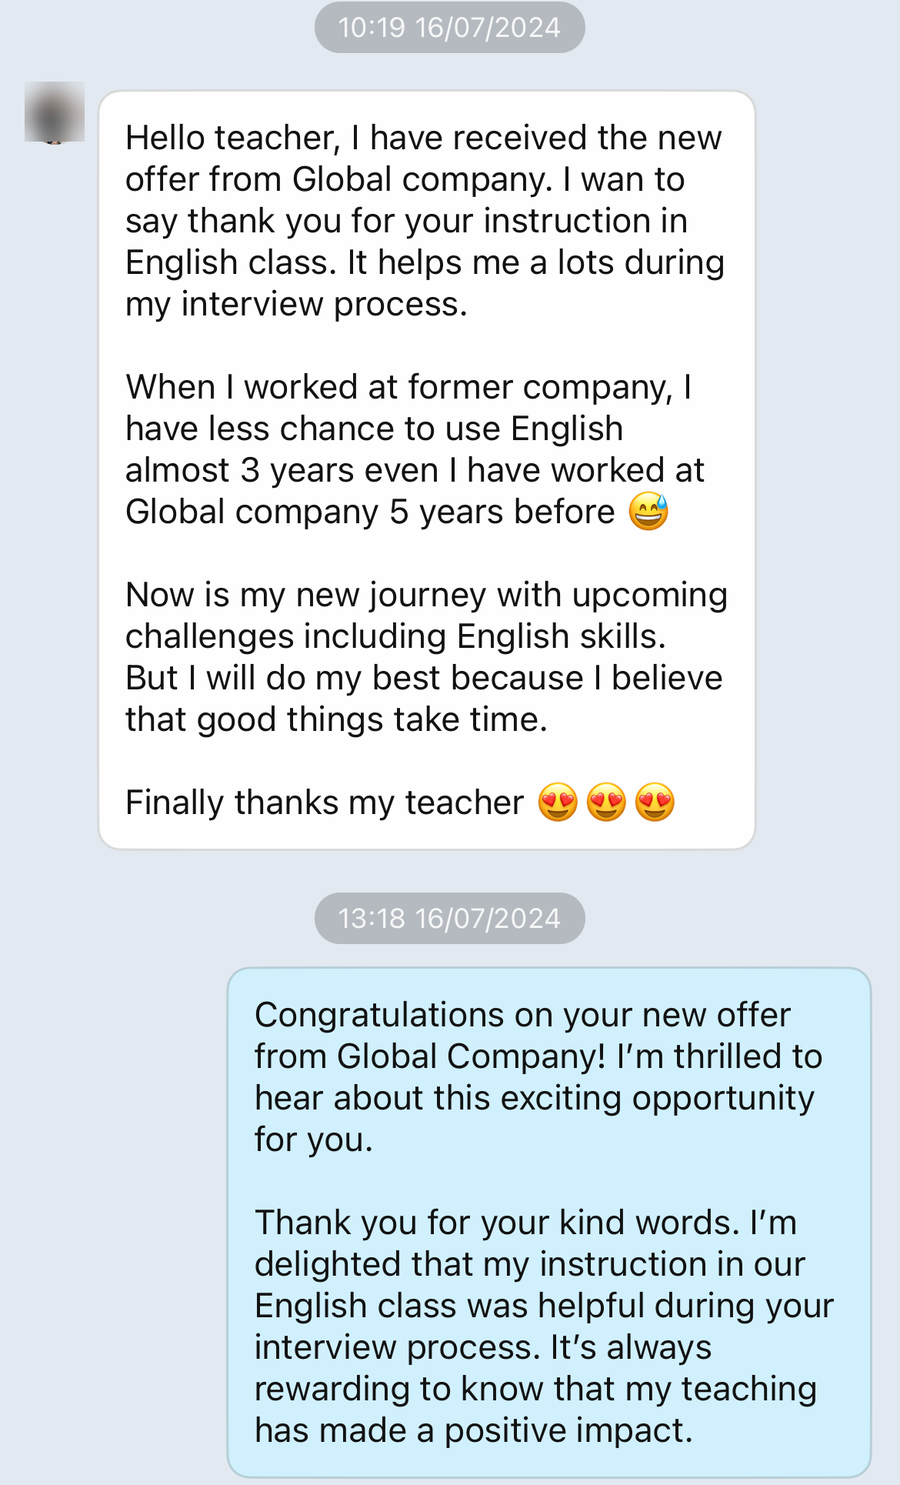 10:19 16/07/2024
Hello teacher, I have received the new
offer from Global company. I wan to
say thank you for your instruction in
English class. It helps me a lots during
my interview process.
When I worked at former company, I
have less chance to use English
almost 3 years even I have worked at
Global company 5 years before 😅
Now is my new journey with upcoming
challenges including English skills.
But I will do my best because I believe
that good things take time.
Finally thanks my teacher 😍😍😍
13:18 16/07/2024
Congratulations on your new offer
from Global Company! I’m thrilled to
hear about this exciting opportunity
for you.
Thank you for your kind words. I’m
delighted that my instruction in our
English class was helpful during your
interview process. It’s always
rewarding to know that my teaching
has made a positive impact.